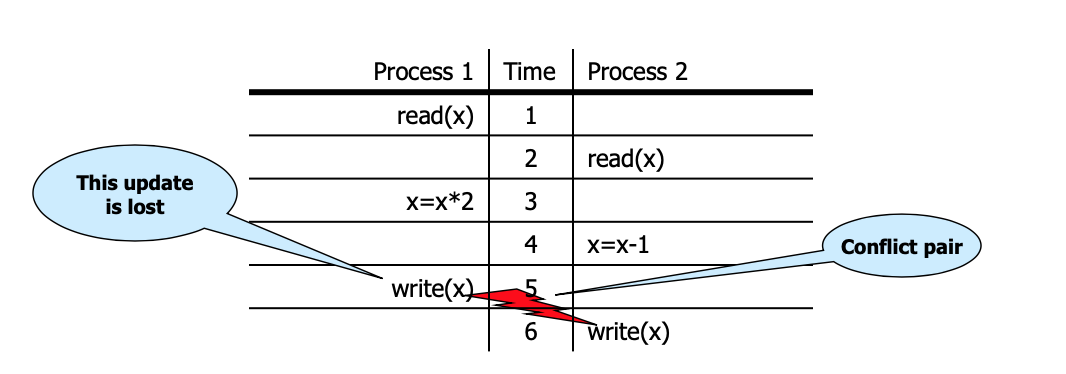 Process 1 Time Process 2
read(x) 1
2 read(x)
This update
is lost
x=x*2 3
4 x=x-1
Conflict pair
write(x) 5
6 write(x)